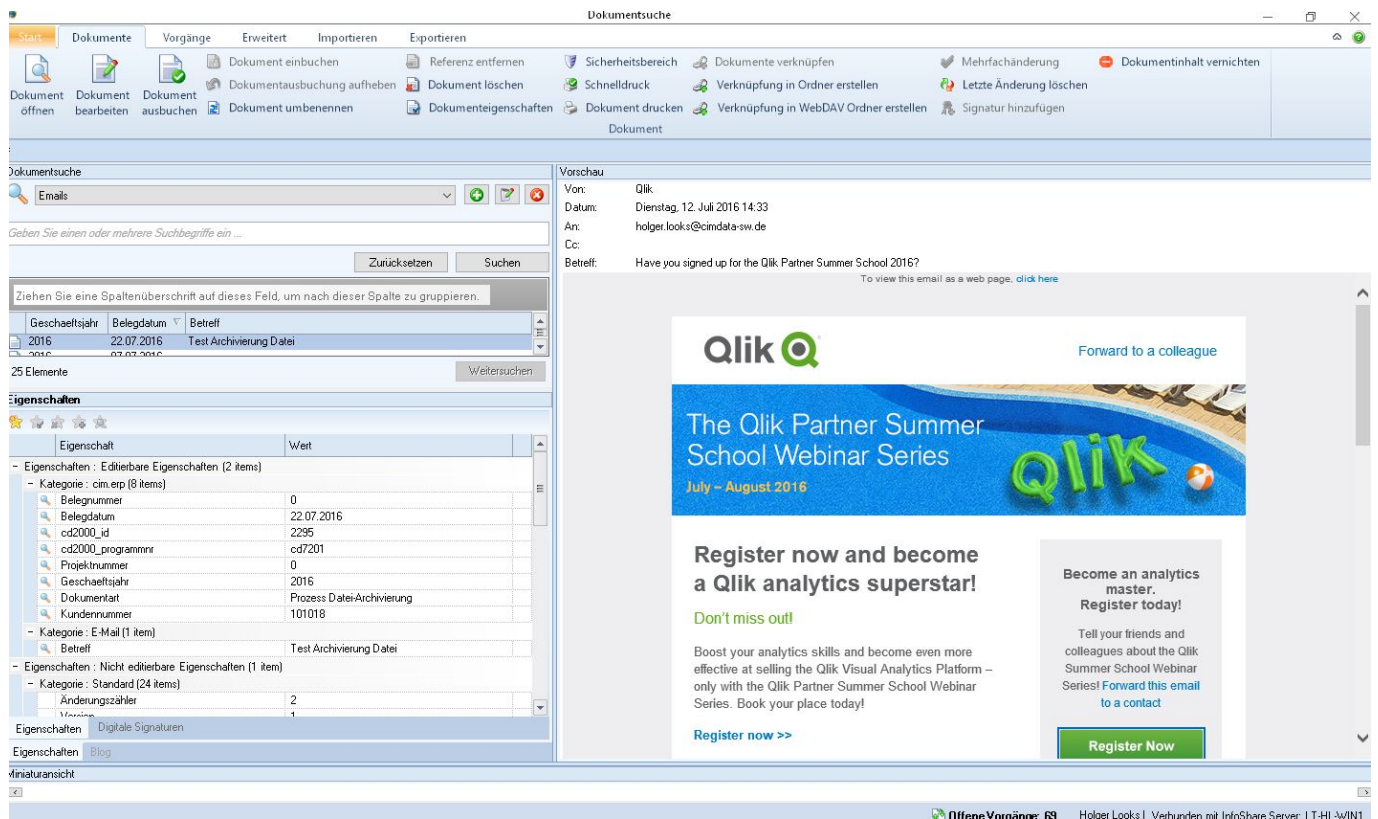 Dokumentsuche
Start Dokumente Vorgänge Erweitert Importieren Exportieren
Dokument öffnen
Dokument bearbeiten
Dokument ausbuchen
Dokument einbuchen
Dokumentausbuchung aufheben
Dokument umbenennen
Referenz entfernen
Dokument löschen
Dokumenteigenschaften
Sicherheitsbereich
Schnelldruck
Dokument drucken
Dokumente verknüpfen
Verknüpfung in Ordner erstellen
Verknüpfung in WebDAV Ordner erstellen
Mehrfachänderung
Letzte Änderung löschen
Signatur hinzufügen
Dokumentinhalt vernichten
Dokument
Dokumentsuche
Emails
Geben Sie einen oder mehrere Suchbegriffe ein ...
Zurücksetzen Suchen
Ziehen Sie eine Spaltenüberschrift auf dieses Feld, um nach dieser Spalte zu gruppieren.
Geschaeftsjahr Belegdatum Betreff
2016 22.07.2016 Test Archivierung Datei
2016 07.07.2016
25 Elemente Weitersuchen
Eigenschaften
Eigenschaft Wert
- Eigenschaften : Editierbare Eigenschaften (2 items)
- Kategorie : cim.erp (8 items)
Belegnummer 0
Belegdatum 22.07.2016
cd2000_id 2295
cd2000_programmnr cd7201
Projektnummer 0
Geschaeftsjahr 2016
Dokumentart Prozess Datei-Archivierung
Kundennummer 101018
- Kategorie : E-Mail (1 item)
Betreff Test Archivierung Datei
- Eigenschaften : Nicht editierbare Eigenschaften (1 item)
- Kategorie : Standard (24 items)
Änderungszähler 2
Version 1
Eigenschaften Digitale Signaturen
Eigenschaften Blog
Vorschau
Von: Qlik
Datum: Dienstag, 12. Juli 2016 14:33
An: holger.looks@cimdata-sw.de
Cc:
Betreff: Have you signed up for the Qlik Partner Summer School 2016?
To view this email as a web page, click here
Qlik
Forward to a colleague
The Qlik Partner Summer
School Webinar Series
July – August 2016
Qlik
Register now and become
a Qlik analytics superstar!
Don't miss out!
Boost your analytics skills and become even more
effective at selling the Qlik Visual Analytics Platform –
only with the Qlik Partner Summer School Webinar
Series. Book your place today!
Register now >>
Become an analytics
master.
Register today!
Tell your friends and
colleagues about the Qlik
Summer School Webinar
Series! Forward this email
to a contact
Register Now
Miniaturansicht
Offene Vorgänge: 69 Holger Looks | Verbunden mit InfoShare Server: LT-HL-WIN1